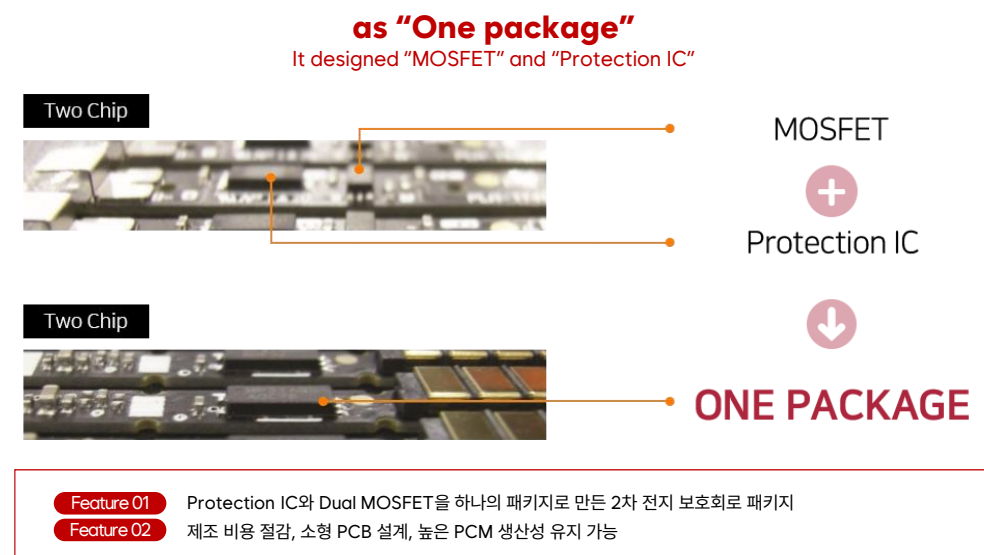 as “One package”
It designed “MOSFET” and “Protection IC”
Two Chip
MOSFET
Protection IC
Two Chip
ONE PACKAGE
Feature 01 Protection IC와 Dual MOSFET을 하나의 패키지로 만든 2차 전지 보호회로 패키지
Feature 02 제조 비용 절감, 소형 PCB 설계, 높은 PCM 생산성 유지 가능